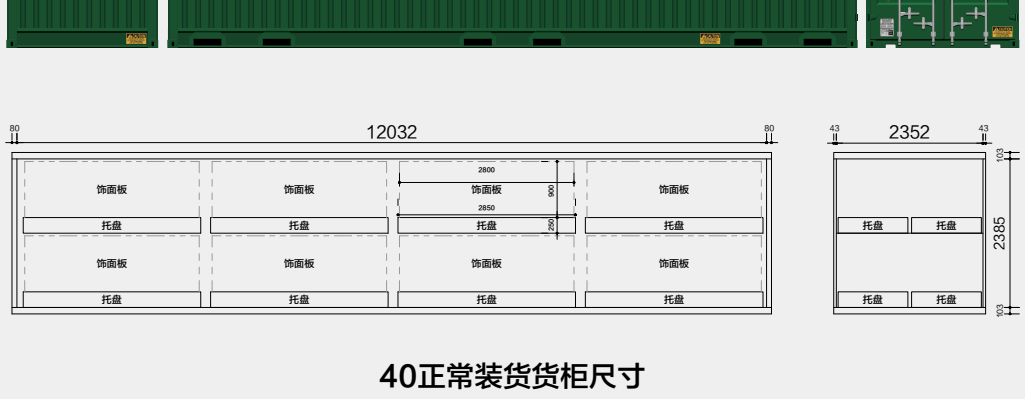 80 12032 80
43 2352 43
2800
饰面板 饰面板 饰面板 饰面板
900
2850
托盘 托盘 托盘 托盘
250
饰面板 饰面板 饰面板 饰面板
托盘 托盘 托盘 托盘
103
托盘 托盘
2385
托盘 托盘
103
40正常装货货柜尺寸